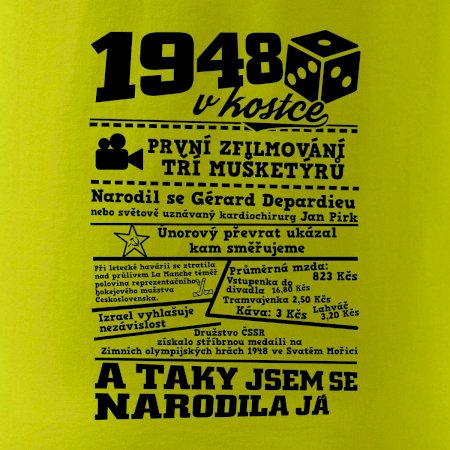 1948
v kostce
PRVNÍ ZFILMOVÁNÍ
TŘÍ MUŠKETÝRŮ
Narodil se Gérard Depardieu
nebo světově uznávaný kardiochirurg Jan Pirk
Únorový převrat ukázal
kam směřujeme
Při letecké havárii se ztratila
nad průlivem La Manche téměř
polovina reprezentačního
hokejového mužstva
Československa.
Izrael vyhlašuje
nezávislost
Průměrná mzda:
823 Kčs
Vstupenka do
divadla 16,80 Kčs
Tramvajenka 2,50 Kčs
Káva: 3 Kčs
Lahváč
3,20 Kčs
Družstvo ČSSR
získalo stříbrnou medaili na
Zimních olympijských hrách 1948 ve Svatém Mořici
A TAKY JSEM SE
NARODILA JÁ